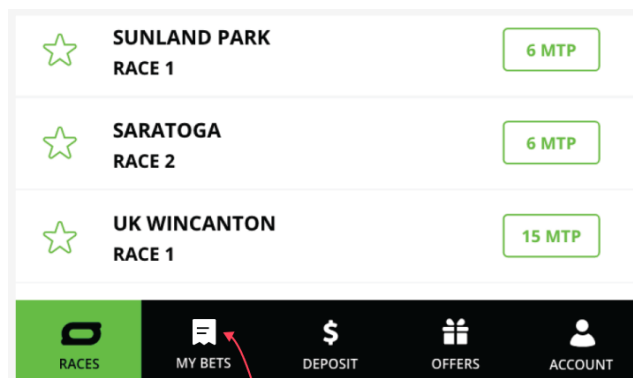 SUNLAND PARK
RACE 1
6 MTP
SARATOGA
RACE 2
6 MTP
UK WINCANTON
RACE 1
15 MTP
RACES
MY BETS
DEPOSIT
OFFERS
ACCOUNT